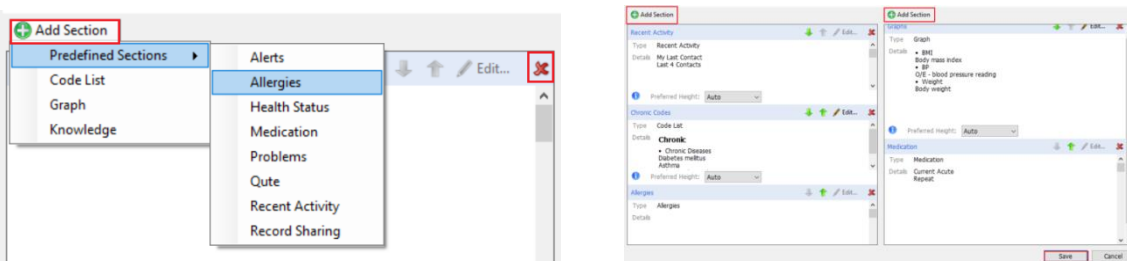 Add Section
Predefined Sections
Code List
Graph
Knowledge
Alerts
Allergies
Health Status
Medication
Problems
Qute
Recent Activity
Record Sharing
Edit...
Add Section
Recent Activity
Edit...
Type Recent Activity
Details My Last Contact
Last 4 Contacts
Preferred Height: Auto
Chronic Codes
Edit...
Type Code List
Details Chronic:
• Chronic Diseases
Diabetes mellitus
Asthma
Preferred Height: Auto
Allergies
Edit...
Type Allergies
Details
Add Section
Graphs
Edit...
Type Graph
Details • BMI
Body mass index
• BP
O/E - blood pressure reading
• Weight
Body weight
Preferred Height: Auto
Medication
Edit...
Type Medication
Details Current Acute
Repeat
Save Cancel